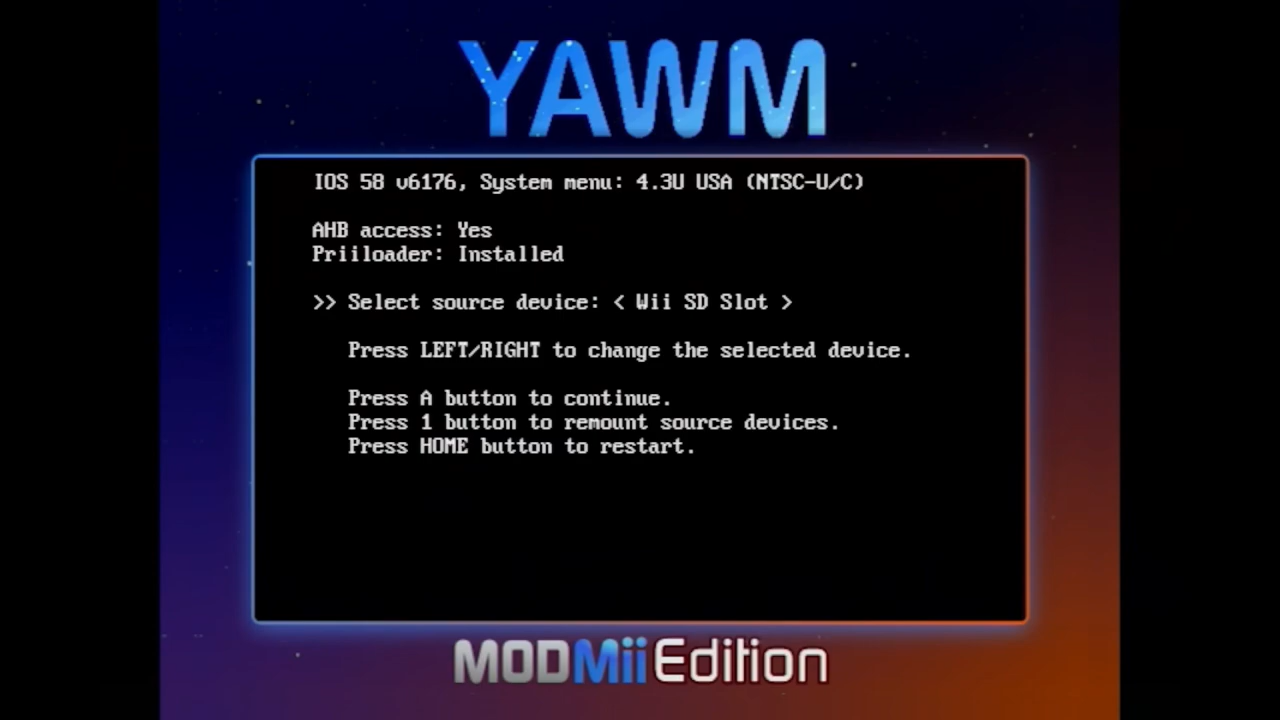 YAWM
IOS 58 v6176, System menu: 4.3U USA (NTSC-U/C)
AHB access: Yes
Priiloader: Installed
>> Select source device: < Wii SD Slot >
Press LEFT/RIGHT to change the selected device.
Press A button to continue.
Press 1 button to remount source devices.
Press HOME button to restart.
MODMii Edition